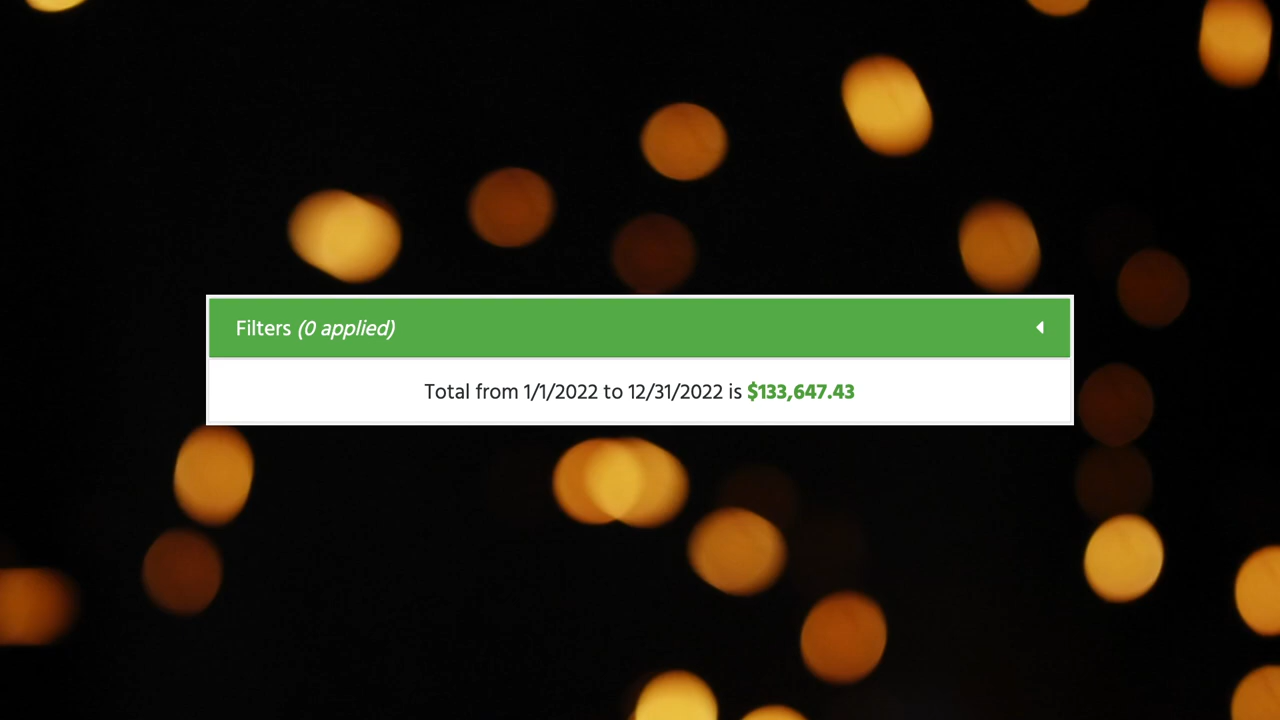 Filters (0 applied)
Total from 1/1/2022 to 12/31/2022 is $133,647.43